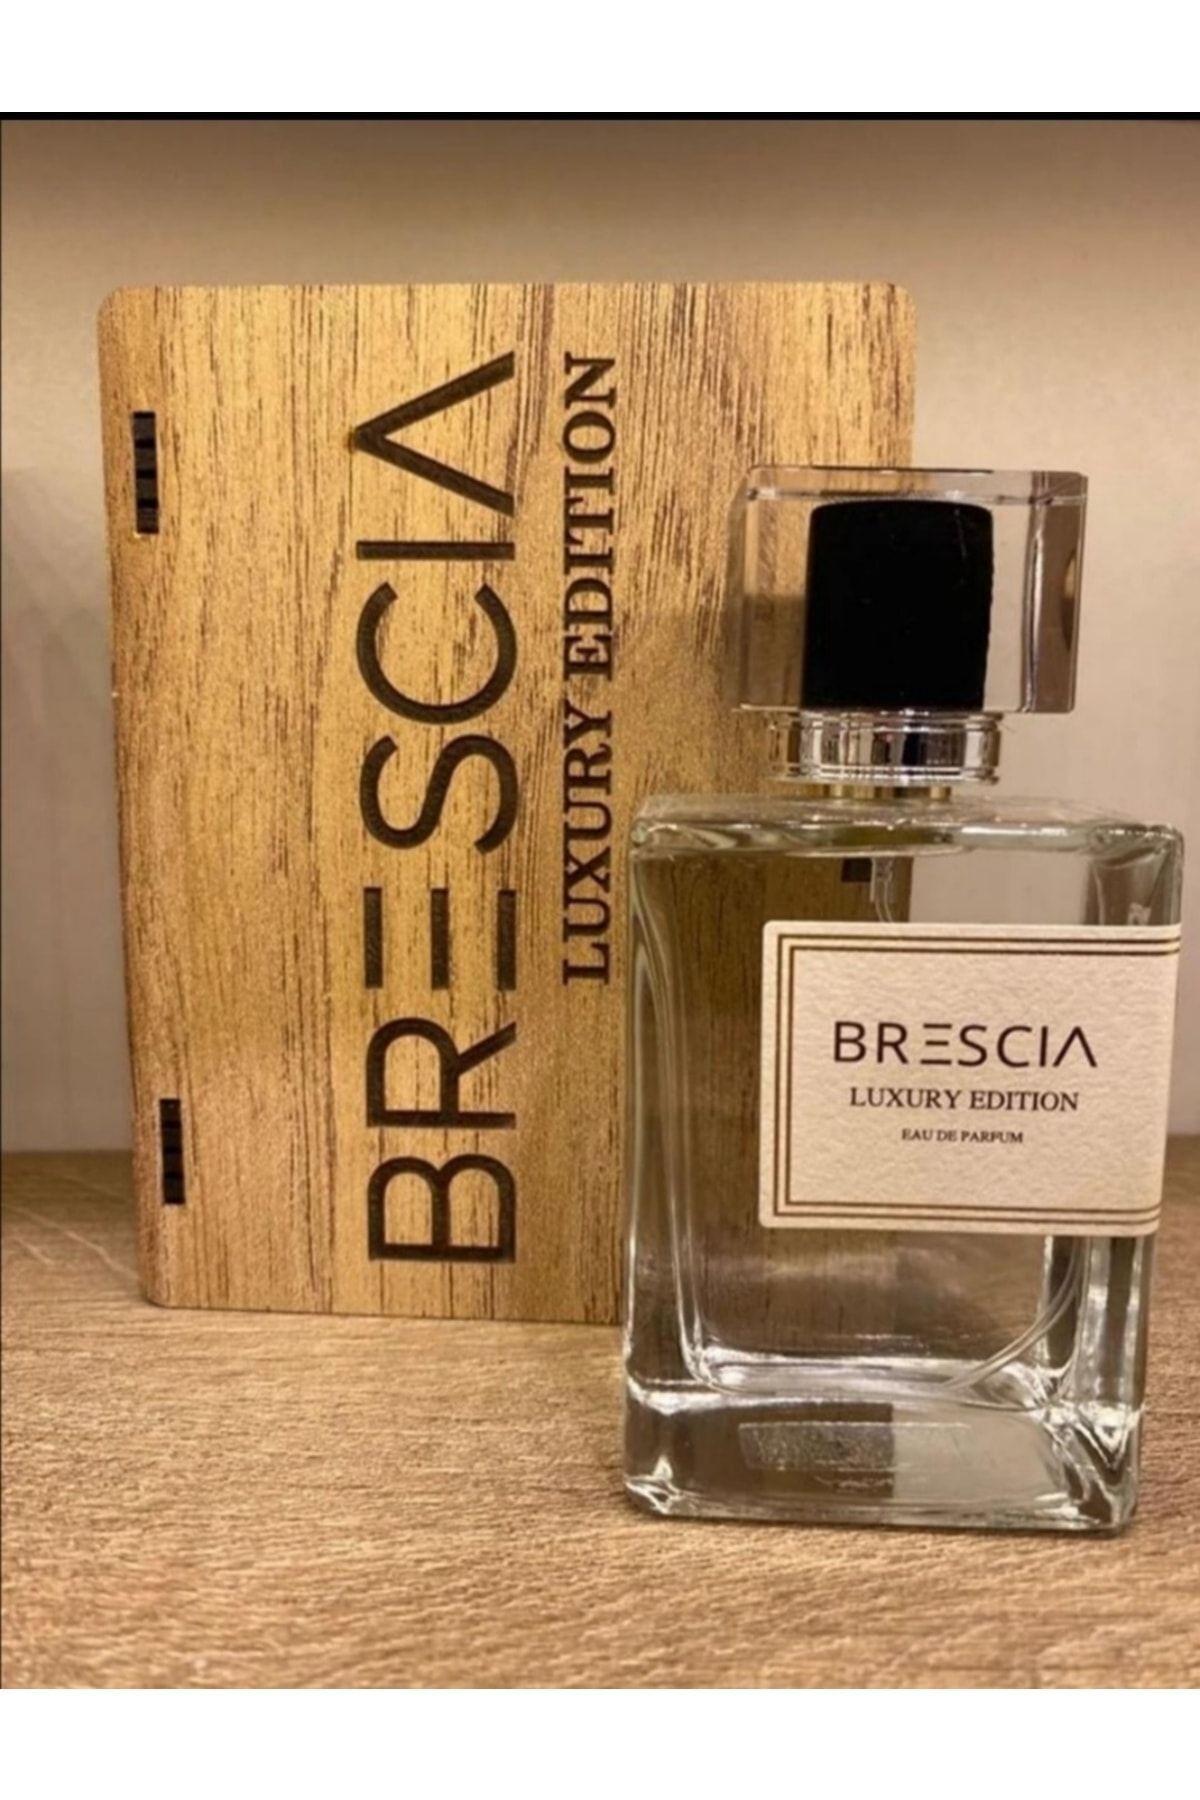 BRESCIA
LUXURY EDITION
BRESCIA
LUXURY EDITION
EAU DE PARFUM